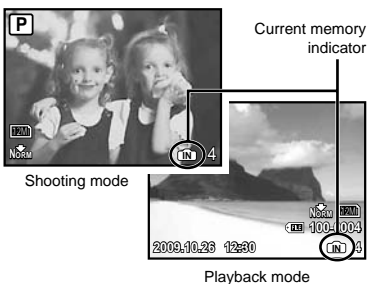 P
Current memory
indicator
12M
NORM
IN 4
Shooting mode
NORM 12M
FILE 100-0004
2009.10.26 12:30 IN 4
Playback mode